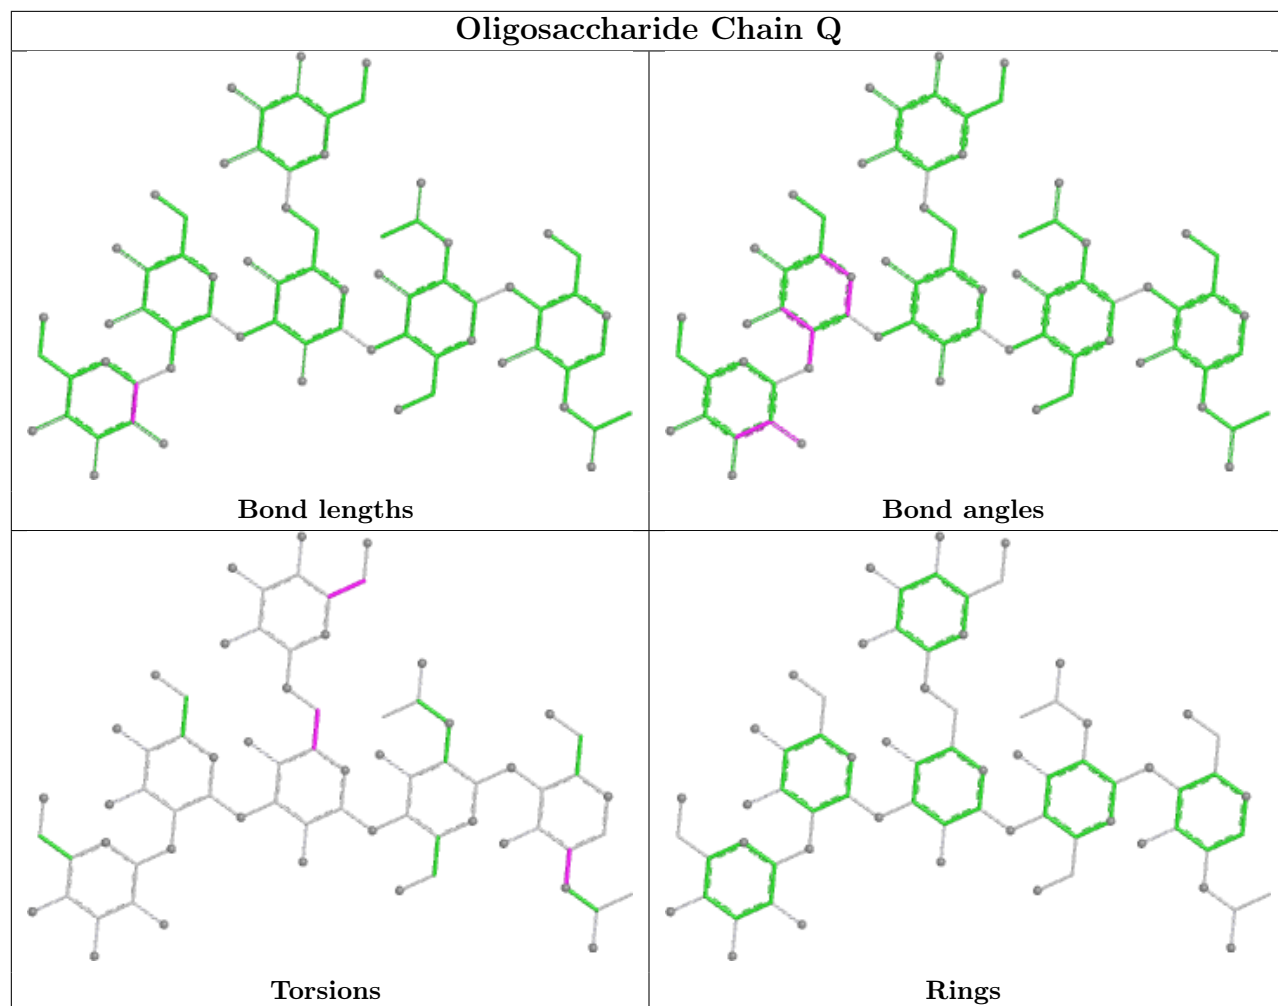 Oligosaccharide Chain Q
Bond lengths
Bond angles
Torsions
Rings